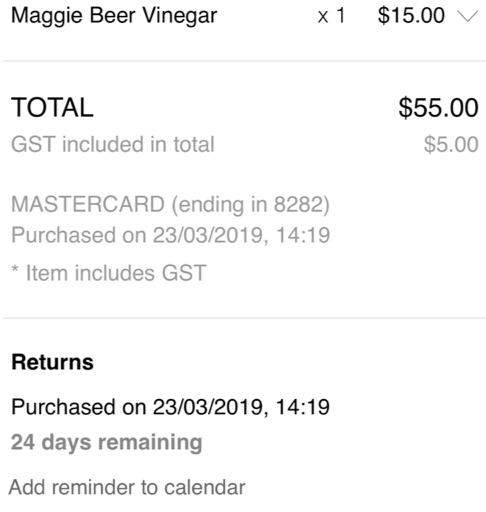 Maggie Beer Vinegar x 1 $15.00
TOTAL $55.00
GST included in total $5.00
MASTERCARD (ending in 8282)
Purchased on 23/03/2019, 14:19
* Item includes GST
Returns
Purchased on 23/03/2019, 14:19
24 days remaining
Add reminder to calendar